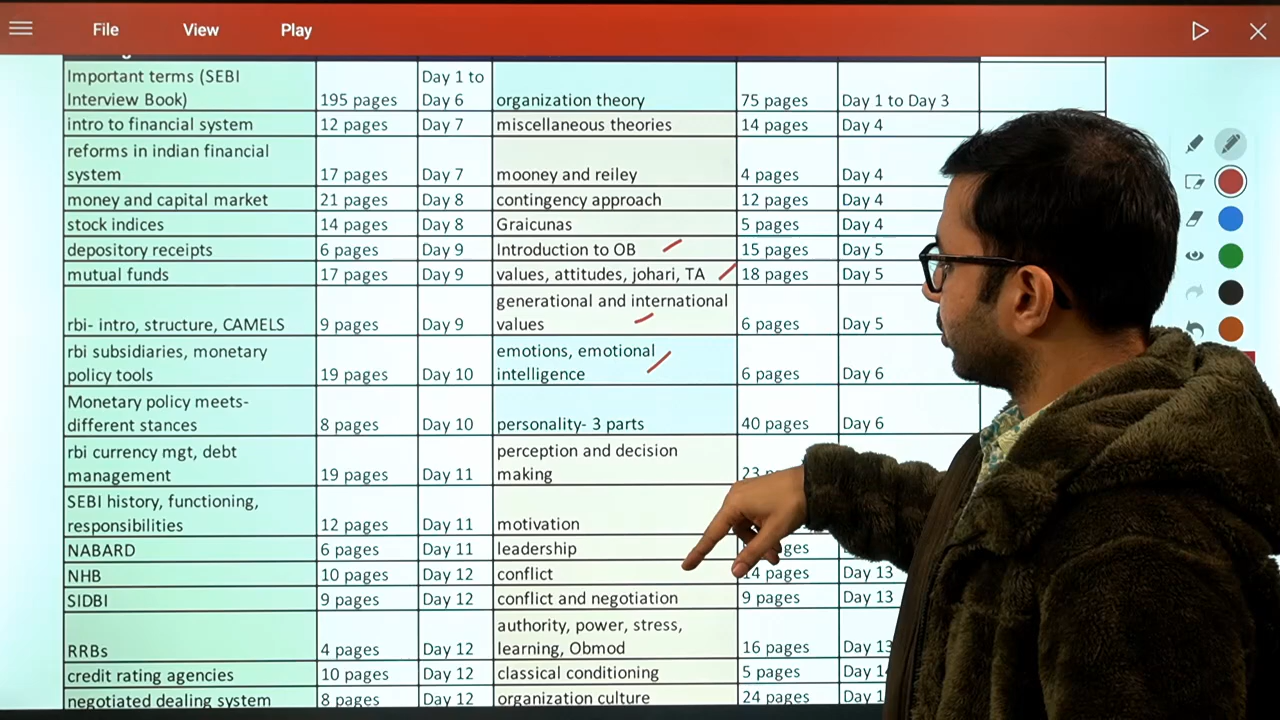 File View Play
Important terms (SEBI
Interview Book) 195 pages Day 1 to
Day 6 organization theory 75 pages Day 1 to Day 3
intro to financial system 12 pages Day 7 miscellaneous theories 14 pages Day 4
reforms in indian financial
system 17 pages Day 7 mooney and reiley 4 pages Day 4
money and capital market 21 pages Day 8 contingency approach 12 pages Day 4
stock indices 14 pages Day 8 Graicunas 5 pages Day 4
depository receipts 6 pages Day 9 Introduction to OB 15 pages Day 5
mutual funds 17 pages Day 9 values, attitudes, johari, TA 18 pages Day 5
rbi- intro, structure, CAMELS 9 pages Day 9 generational and international
values 6 pages Day 5
rbi subsidiaries, monetary
policy tools 19 pages Day 10 emotions, emotional
intelligence 6 pages Day 6
Monetary policy meets-
different stances 8 pages Day 10 personality- 3 parts 40 pages Day 6
rbi currency mgt, debt
management 19 pages Day 11 perception and decision
making 23
SEBI history, functioning,
responsibilities 12 pages Day 11 motivation
NABARD 6 pages Day 11 leadership
NHB 10 pages Day 12 conflict 14 pages Day 13
SIDBI 9 pages Day 12 conflict and negotiation 9 pages Day 13
RRBs 4 pages Day 12 authority, power, stress,
learning, Obmod 16 pages Day 13
credit rating agencies 10 pages Day 12 classical conditioning 5 pages Day
negotiated dealing system 8 pages Day 12 organization culture 24 pages Day